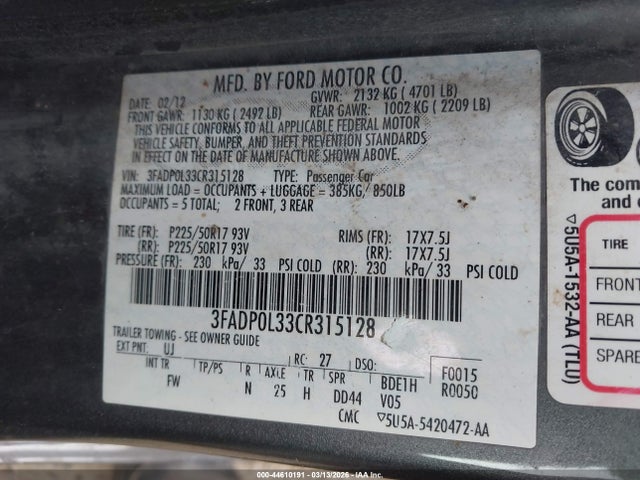 MFD. BY FORD MOTOR CO.
DATE: 02/12 GVWR: 2132 KG ( 4701 LB)
FRONT GAWR: 1130 KG ( 2492 LB) REAR GAWR: 1002 KG ( 2209 LB)
THIS VEHICLE CONFORMS TO ALL APPLICABLE FEDERAL MOTOR
VEHICLE SAFETY, BUMPER, AND THEFT PREVENTION STANDARDS
IN EFFECT ON THE DATE OF MANUFACTURE SHOWN ABOVE.
VIN: 3FADP0L33CR315128 TYPE: Passenger Car
MAXIMUM LOAD = OCCUPANTS + LUGGAGE = 385KG/ 850LB
OCCUPANTS = 5 TOTAL; 2 FRONT, 3 REAR
TIRE (FR): P225/50R17 93V RIMS (FR): 17X7.5J
(RR): P225/50R17 93V (RR): 17X7.5J
PRESSURE (FR): 230 kPa/ 33 PSI COLD (RR): 230 kPa/ 33 PSI COLD
3FADP0L33CR315128
TRAILER TOWING - SEE OWNER GUIDE
EXT PNT: UJ RC: 27 DSO: F0015
INT TR TP/PS R AXLE TR SPR BDE1H R0050
FW N 25 H DD44 V05
CMC ▽5U5A-5420472-AA
The com
▽5U5A-1532-AA (TLO)
TIRE
FRONT
REAR
SPARE
000-44610191 - 03/13/2026 - IAAI.CA